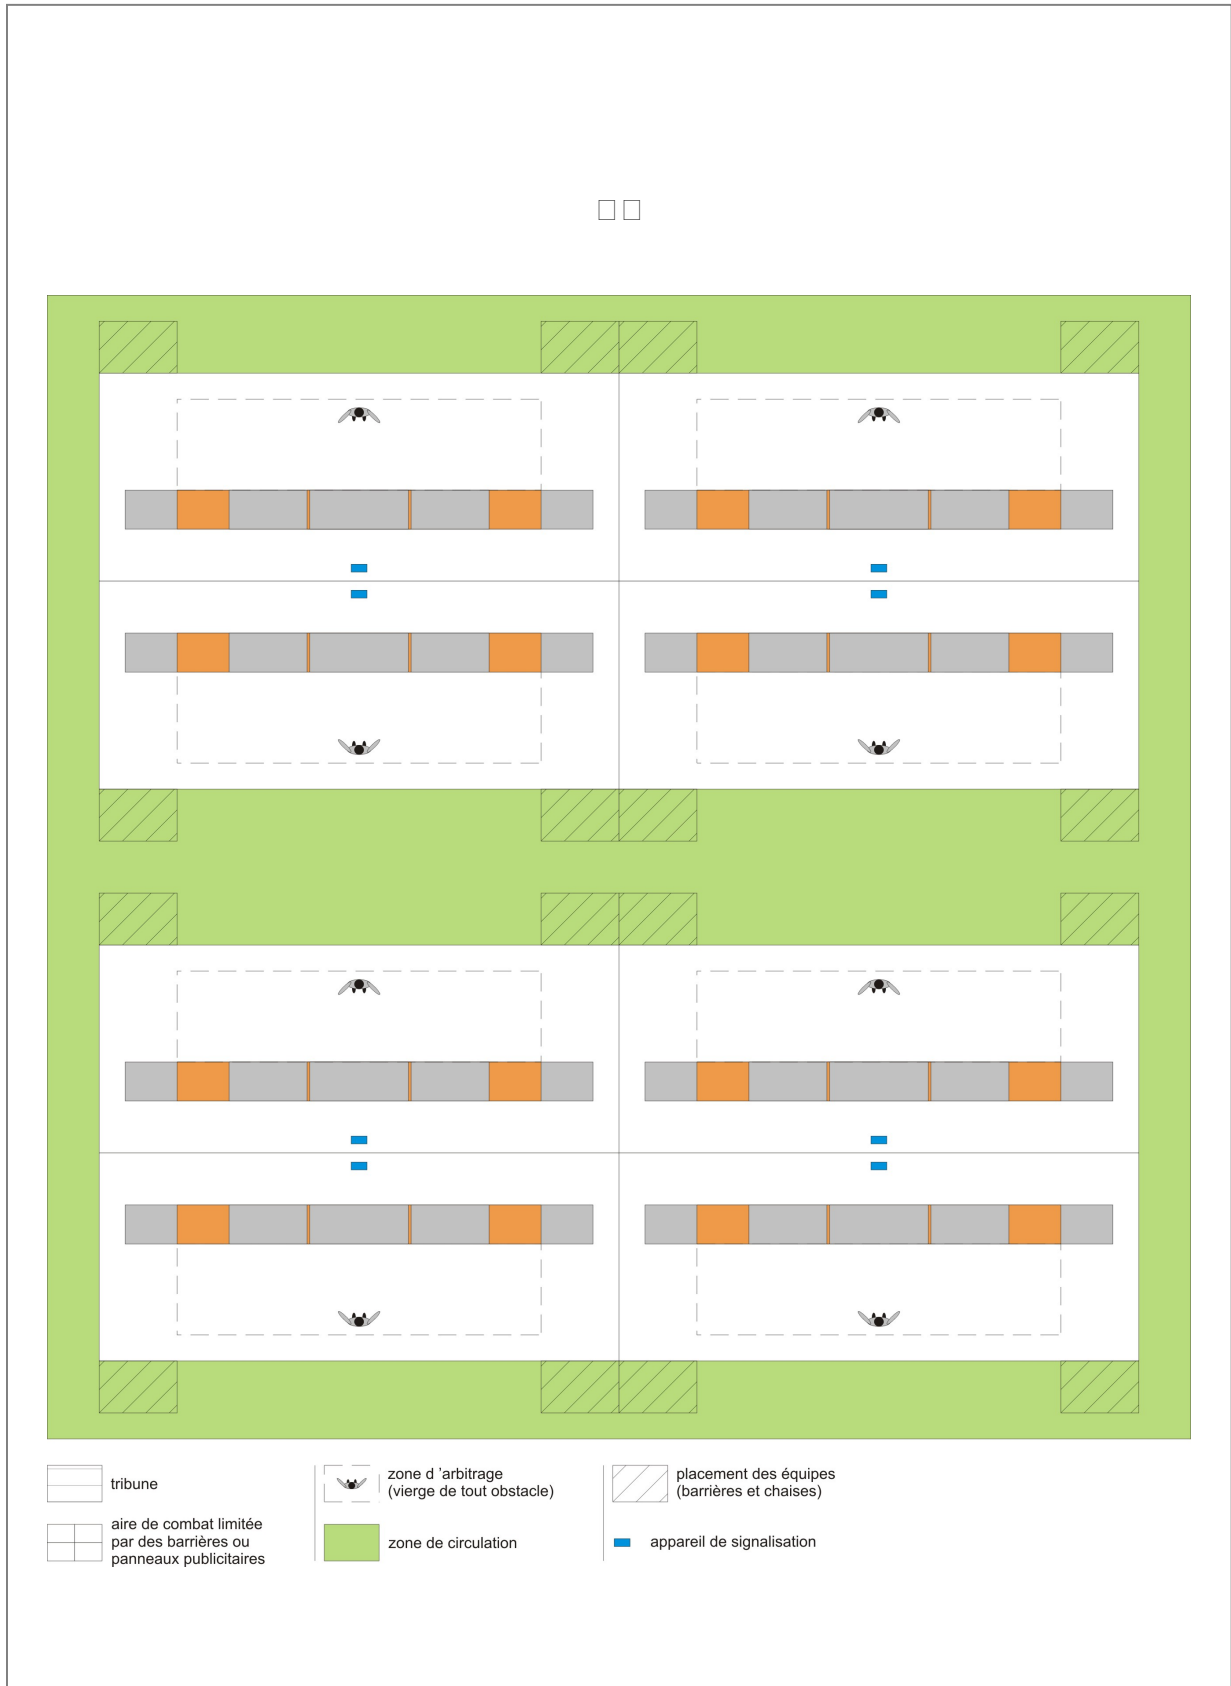 tribune
aire de combat limitée
par des barrières ou
panneaux publicitaires
zone d ’arbitrage
(vierge de tout obstacle)
zone de circulation
placement des équipes
(barrières et chaises)
appareil de signalisation